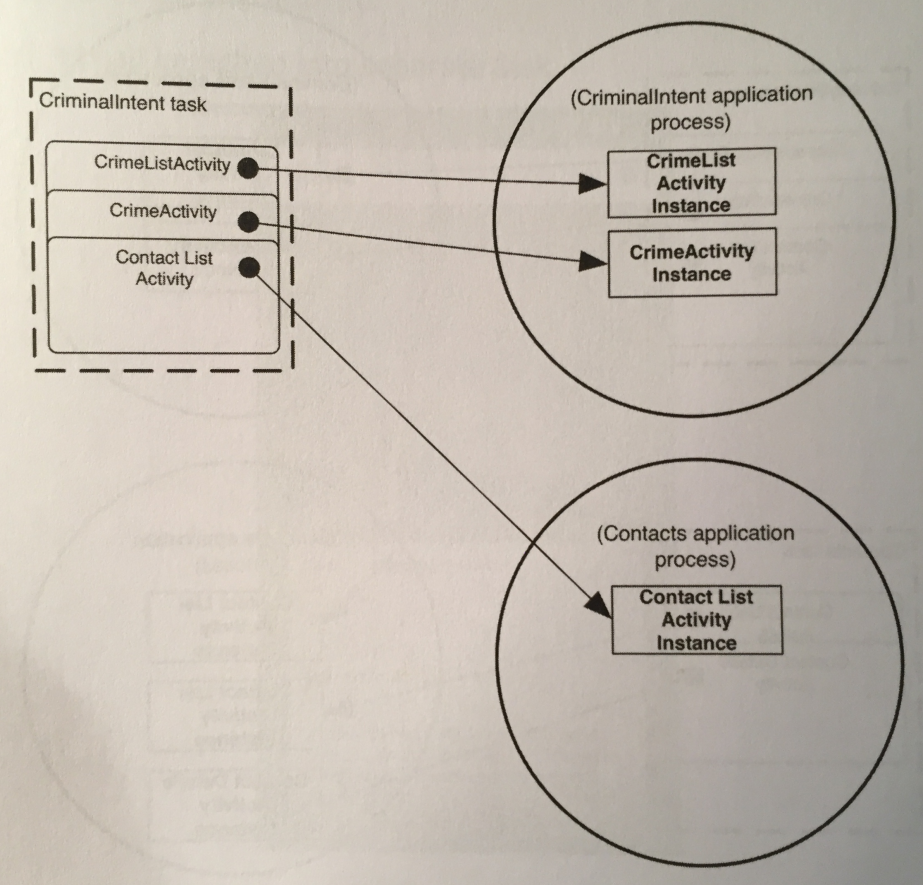 CriminalIntent task
CrimeListActivity
CrimeActivity
Contact List
Activity
(CriminalIntent application
process)
CrimeList
Activity
Instance
CrimeActivity
Instance
(Contacts application
process)
Contact List
Activity
Instance